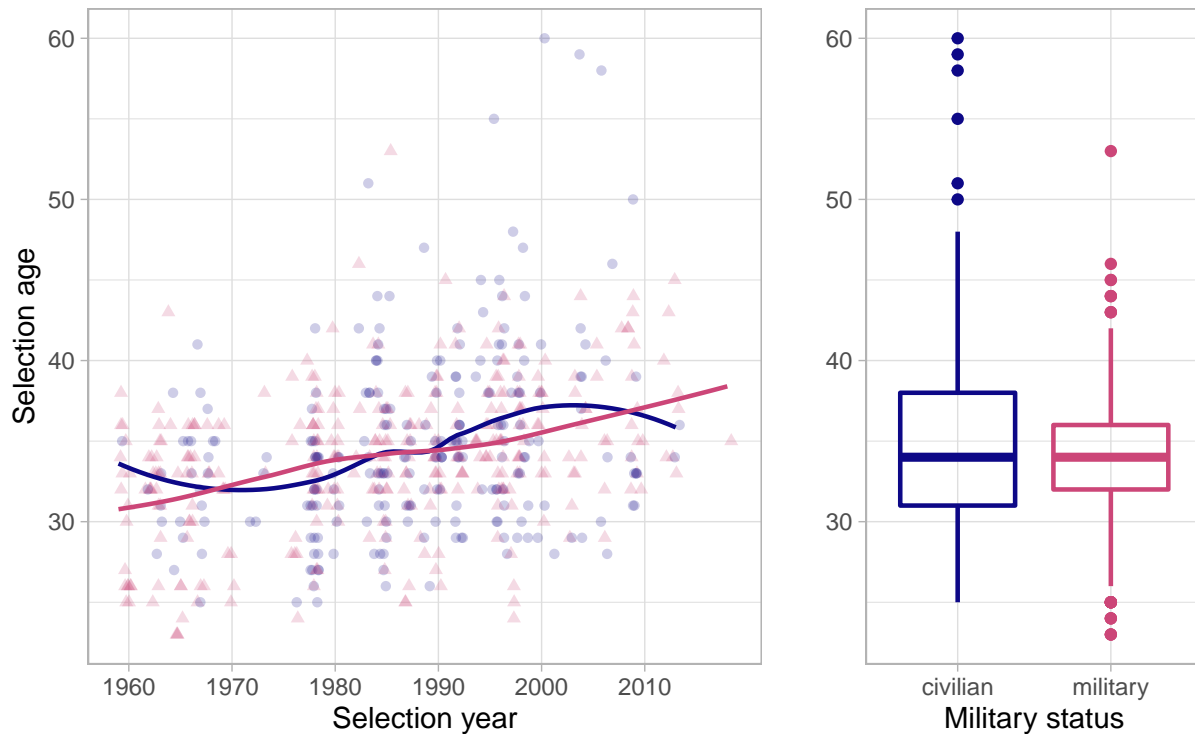 60
50
40
30
Selection age
1960 1970 1980 1990 2000 2010
Selection year
60
50
40
30
civilian military
Military status